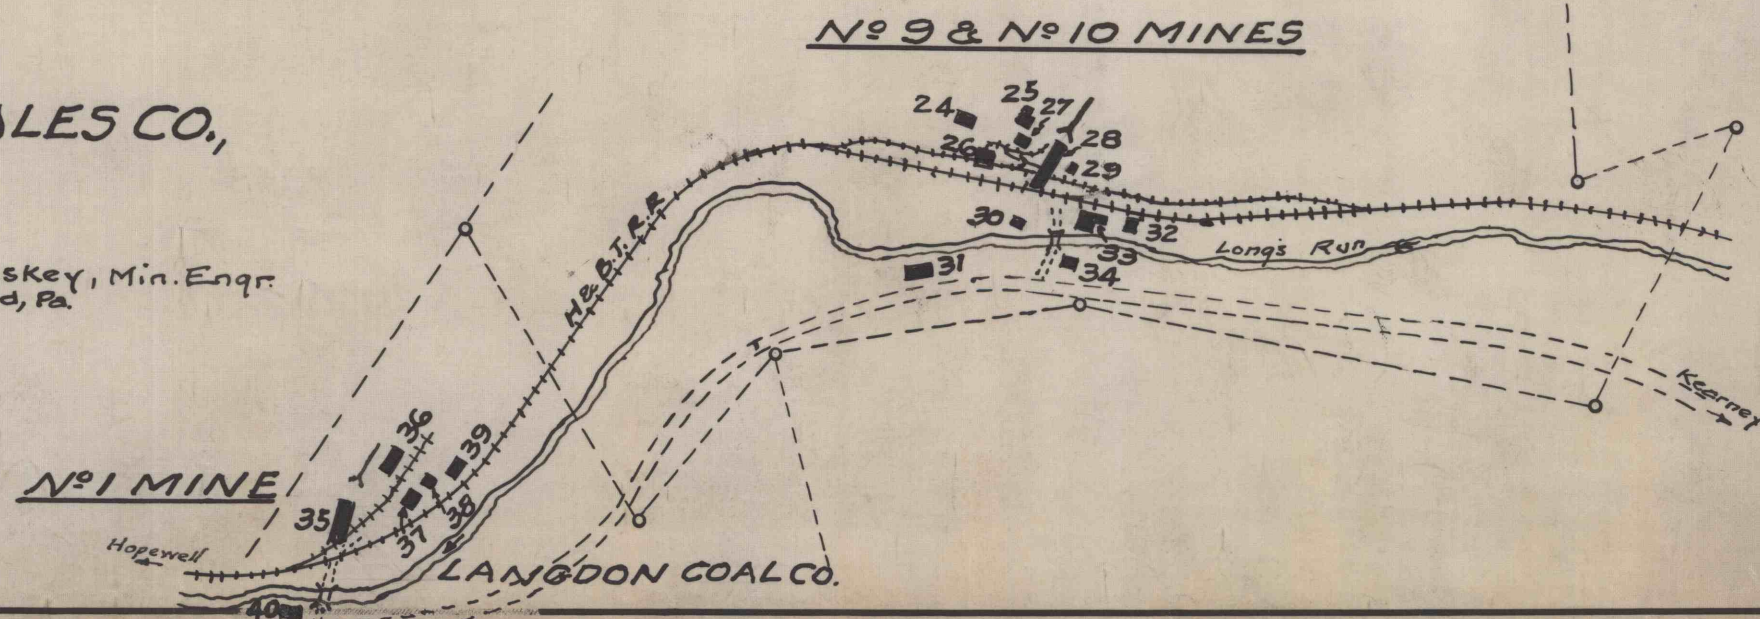 Nº 9 & Nº 10 MINES
ALES CO.,
skey, Min. Engr.
d, Pa.
24
25
27
28
26
29
30
32
33
31
34
Long's Run
H & B.T. R.R.
Kearney
36
39
Nº 1 MINE
35
37
38
Hopewell
LANGDON COAL CO.
40